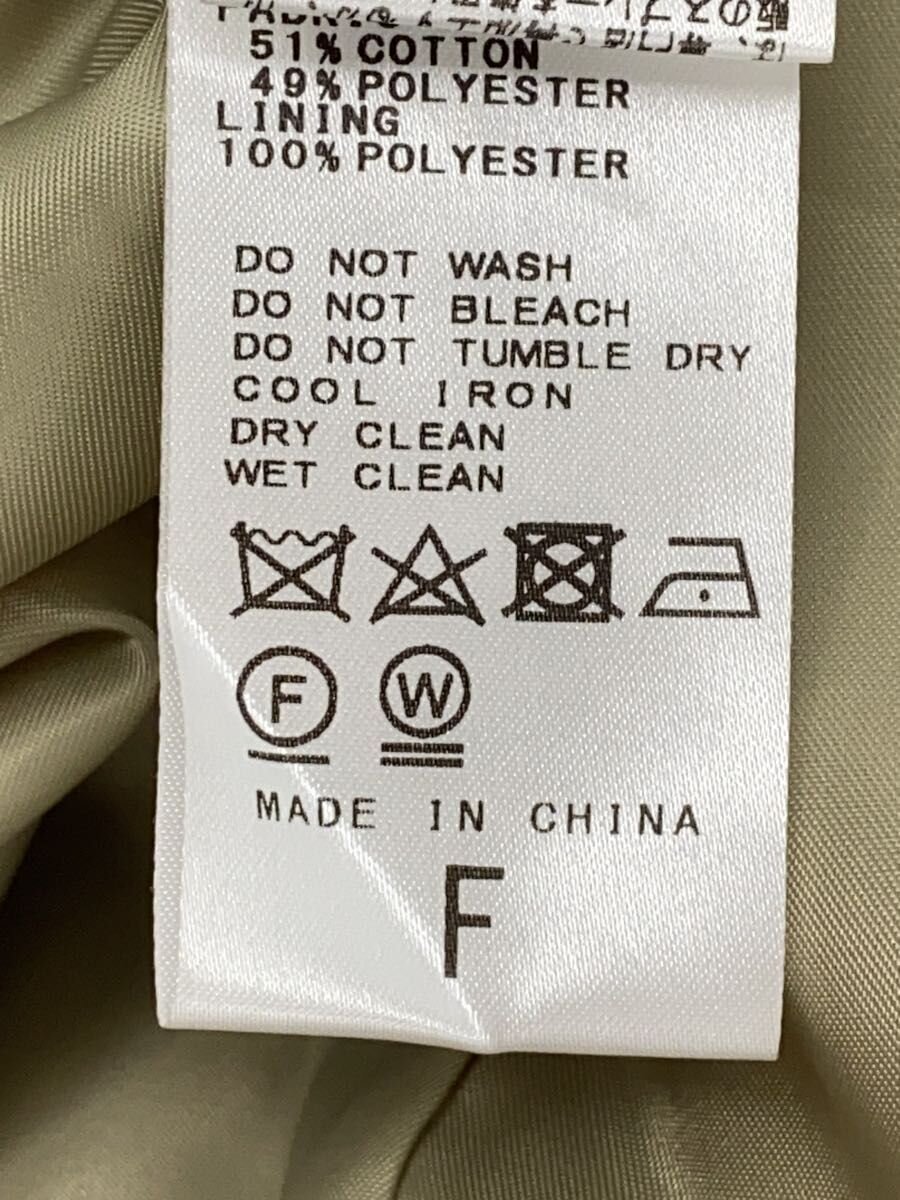 51% COTTON
49% POLYESTER
LINING
100% POLYESTER
DO NOT WASH
DO NOT BLEACH
DO NOT TUMBLE DRY
COOL IRON
DRY CLEAN
WET CLEAN
F W
MADE IN CHINA
F